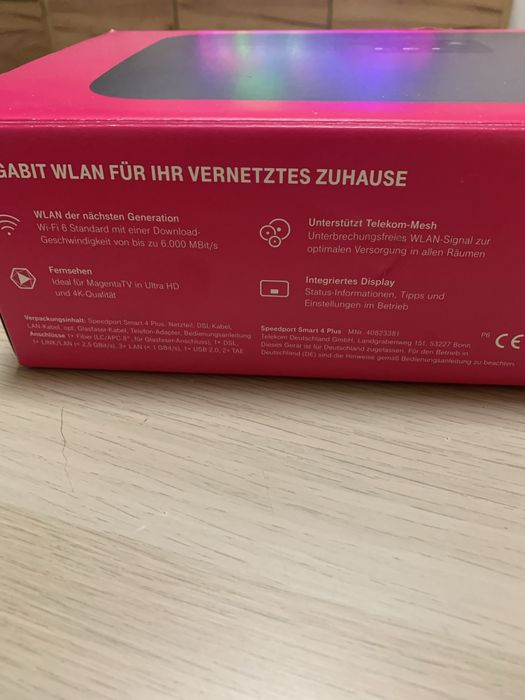 GABIT WLAN FÜR IHR VERNETZTES ZUHAUSE
WLAN der nächsten Generation
Wi-Fi 6 Standard mit einer Download-
Geschwindigkeit von bis zu 6.000 MBit/s
Unterstützt Telekom-Mesh
Unterbrechungsfreies WLAN-Signal zur
optimalen Versorgung in allen Räumen
Fernsehen
Ideal für MagentaTV in Ultra HD
und 4K-Qualität
Integriertes Display
Status-Informationen, Tipps und
Einstellungen im Betrieb
Verpackungsinhalt: Speedport Smart 4 Plus, Netzteil, DSL-Kabel,
LAN-Kabel, opt. Glasfaser-Kabel, Telefon-Adapter, Bedienungsanleitung
Anschlüsse 1× Fiber (LC/APC 8°, für Glasfaser-Anschluss), 1× DSL,
1× LINK/LAN (< 2,5 GBit/s), 3× LAN (< 1 GBit/s), 1× USB 2.0, 2× TAE
Speedport Smart 4 Plus MNr. 40823381
Telekom Deutschland GmbH, Landgrabenweg 151, 53227 Bonn
Dieses Gerät ist für Deutschland zugelassen. Für den Betrieb in
Deutschland (DE) sind die Hinweise gemäß Bedienungsanleitung zu beachten.
P6
CE